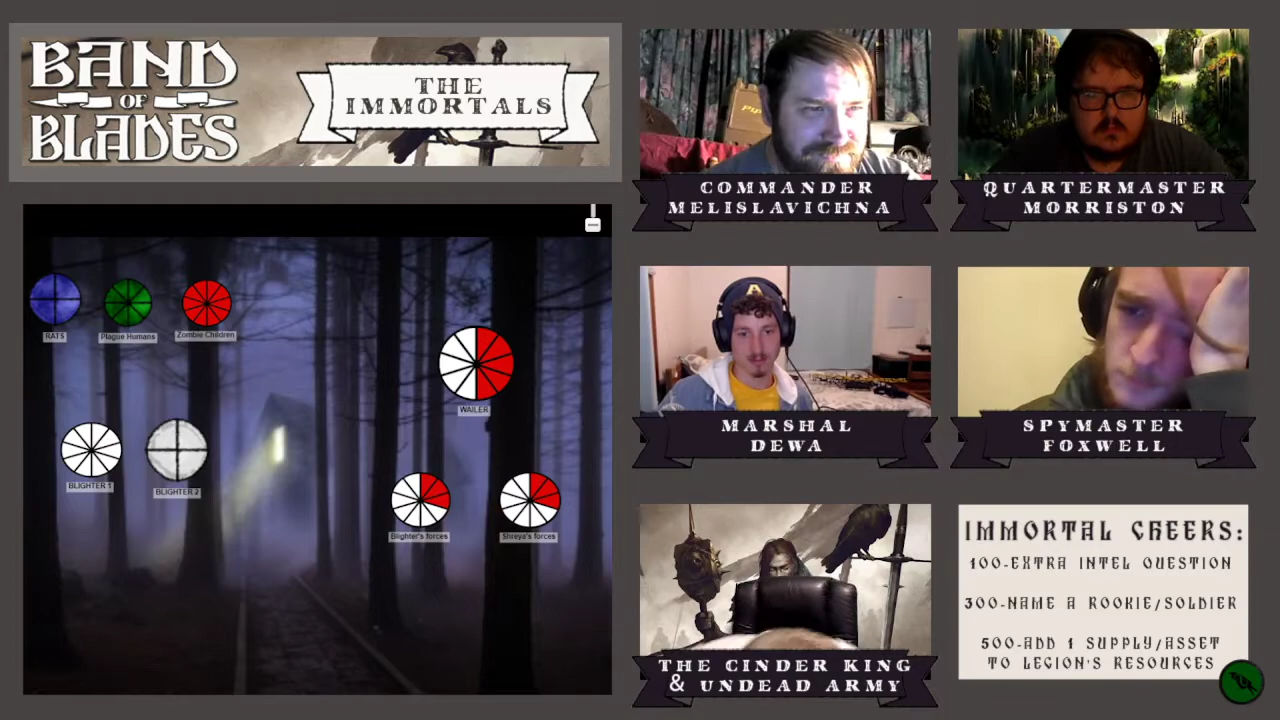 BAND
OF
BLADES
THE
IMMORTALS
COMMANDER
MELISLAVICHNA
QUARTERMASTER
MORRISTON
RATS
Plague Humans
Zombie Children
WAILER
BLIGHTER 1
BLIGHTER 2
Blighter's forces
Shreya's forces
A
MARSHAL
DEWA
SPYMASTER
FOXWELL
THE CINDER KING
& UNDEAD ARMY
IMMORTAL CHEERS:
100-EXTRA INTEL QUESTION
300-NAME A ROOKIE/SOLDIER
500-ADD 1 SUPPLY/ASSET
TO LEGION'S RESOURCES